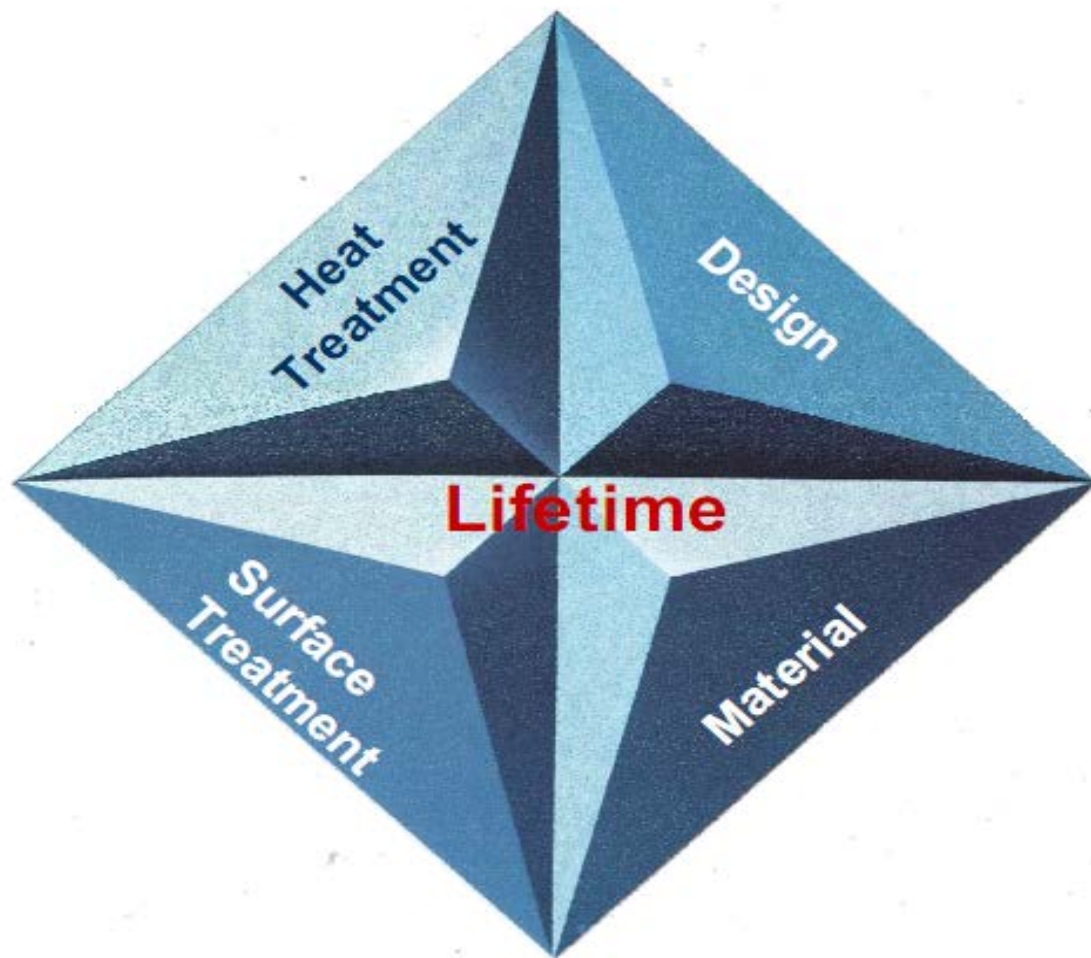 Heat
Treatment
Design
Lifetime
Surface
Treatment
Material